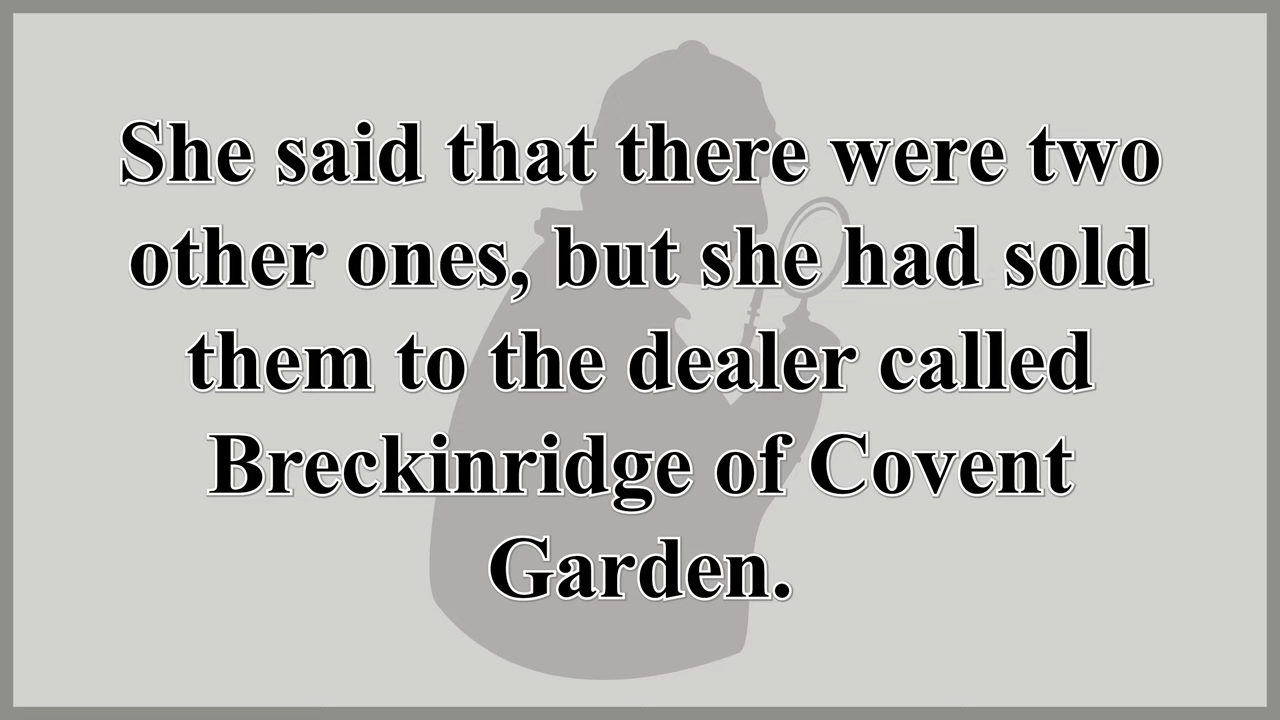 She said that there were two
other ones, but she had sold
them to the dealer called
Breckinridge of Covent
Garden.